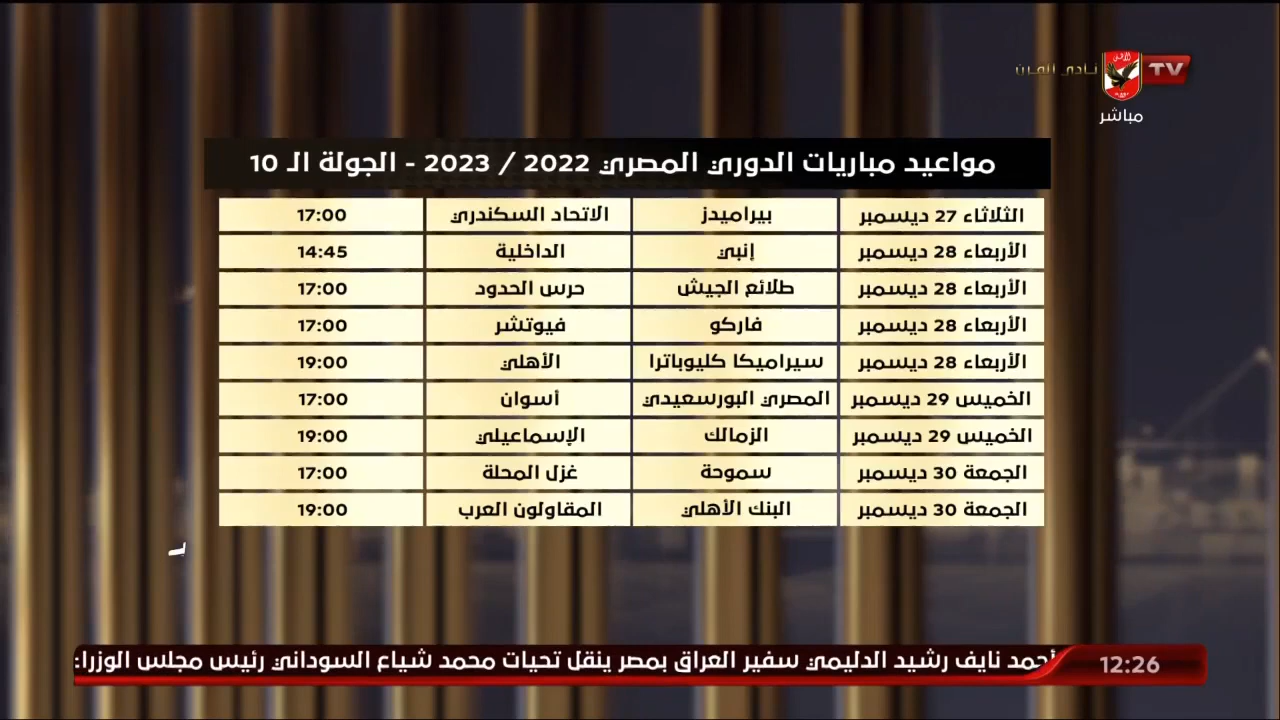 نادي القرن
TV
مباشر
مواعيد مباريات الدوري المصري 2022 / 2023 - الجولة الـ 10
الثلاثاء 27 ديسمبر بيراميدز الاتحاد السكندري 17:00
الأربعاء 28 ديسمبر إنبي الداخلية 14:45
الأربعاء 28 ديسمبر طلائع الجيش حرس الحدود 17:00
الأربعاء 28 ديسمبر فاركو فيوتشر 17:00
الأربعاء 28 ديسمبر سيراميكا كليوباترا الأهلي 19:00
الخميس 29 ديسمبر المصري البورسعيدي أسوان 17:00
الخميس 29 ديسمبر الزمالك الإسماعيلي 19:00
الجمعة 30 ديسمبر سموحة غزل المحلة 17:00
الجمعة 30 ديسمبر البنك الأهلي المقاولون العرب 19:00
12:26 أحمد نايف رشيد الدليمي سفير العراق بمصر ينقل تحيات محمد شياع السوداني رئيس مجلس